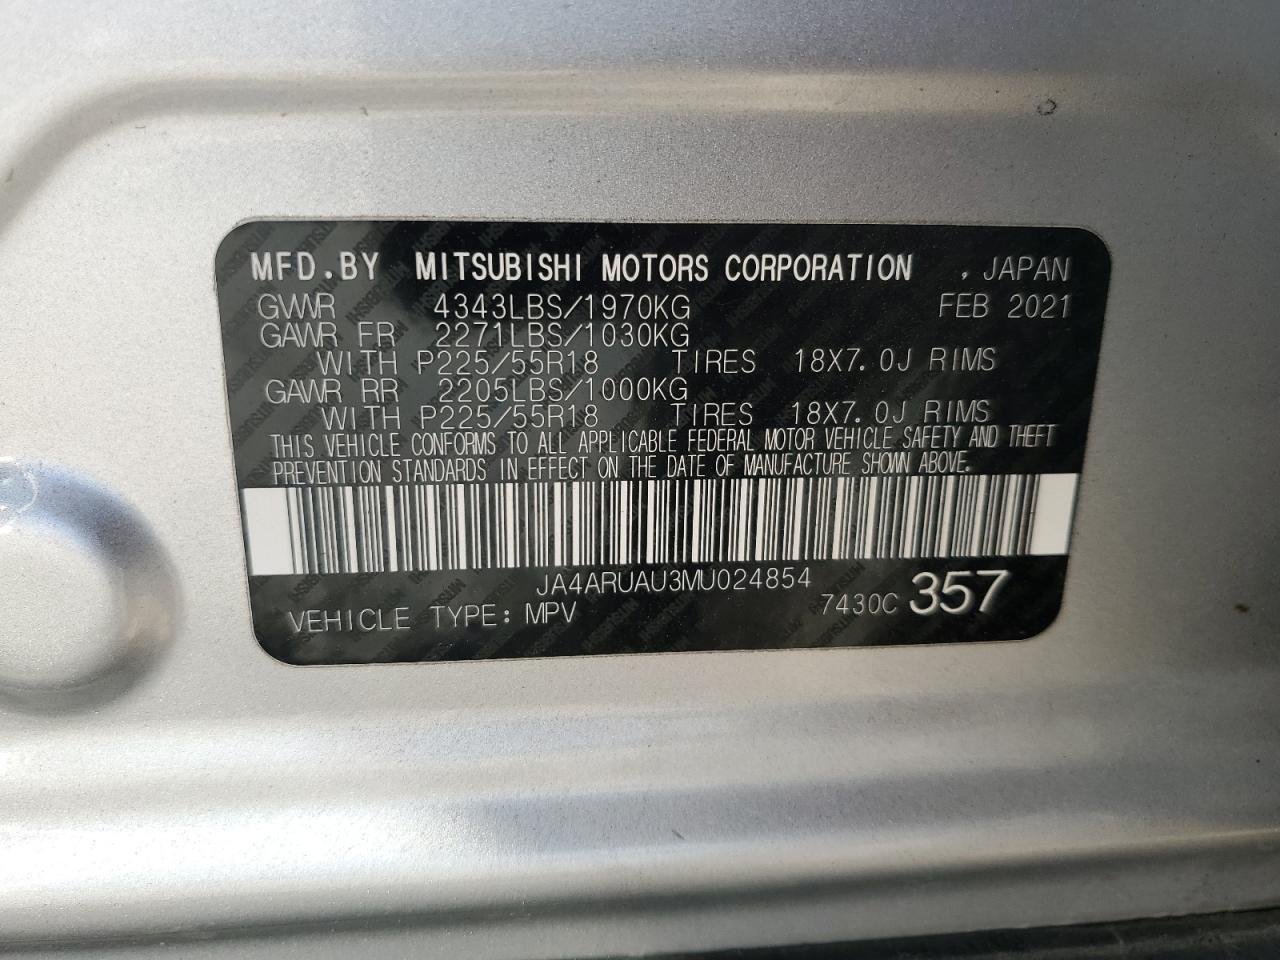 MFD.BY MITSUBISHI MOTORS CORPORATION , JAPAN
GVWR 4343LBS/1970KG FEB 2021
GAWR FR 2271LBS/1030KG
WITH P225/55R18 TIRES 18X7.0J RIMS
GAWR RR 2205LBS/1000KG
WITH P225/55R18 TIRES 18X7.0J RIMS
THIS VEHICLE CONFORMS TO ALL APPLICABLE FEDERAL MOTOR VEHICLE SAFETY AND THEFT
PREVENTION STANDARDS IN EFFECT ON THE DATE OF MANUFACTURE SHOWN ABOVE.
JA4ARUAU3MU024854
VEHICLE TYPE: MPV 7430C 357